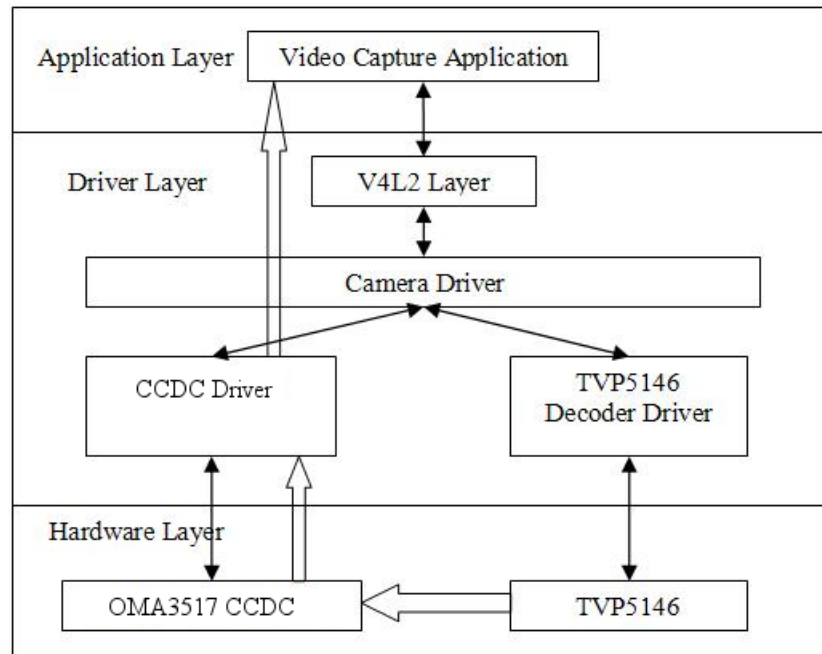 Application Layer
Video Capture Application
Driver Layer
V4L2 Layer
Camera Driver
CCDC Driver
TVP5146
Decoder Driver
Hardware Layer
OMA3517 CCDC
TVP5146